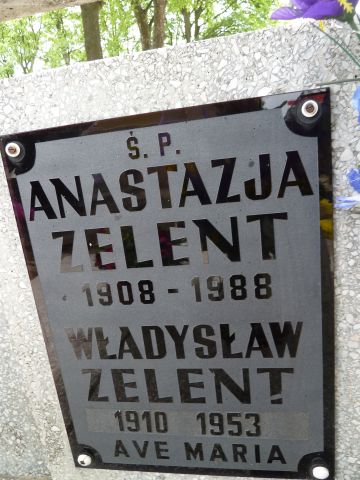 Ś. P.
ANASTAZJA
ZELENT
1908 - 1988
WŁADYSŁAW
ZELENT
1910 1953
AVE MARIA